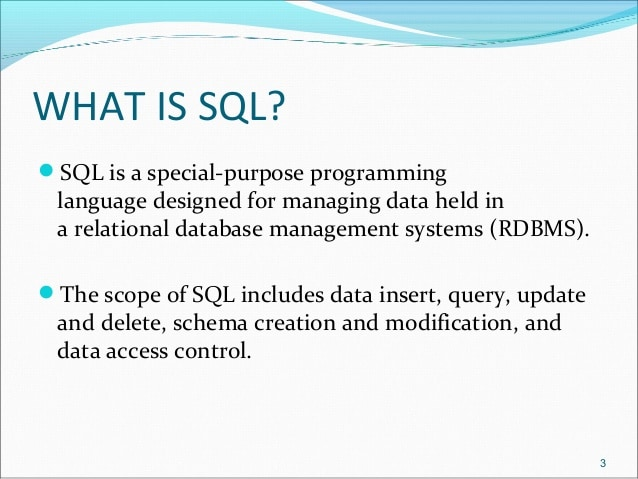 WHAT IS SQL?
SQL is a special-purpose programming
language designed for managing data held in
a relational database management systems (RDBMS).
The scope of SQL includes data insert, query, update
and delete, schema creation and modification, and
data access control.
3